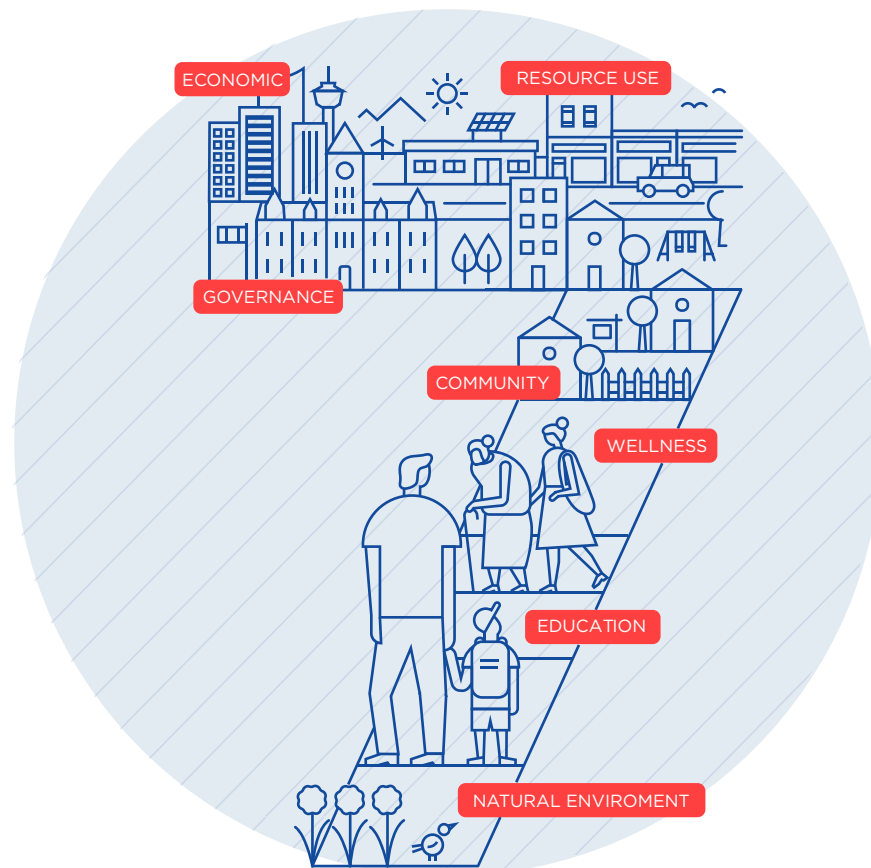 ECONOMIC
RESOURCE USE
GOVERNANCE
COMMUNITY
WELLNESS
EDUCATION
NATURAL ENVIROMENT